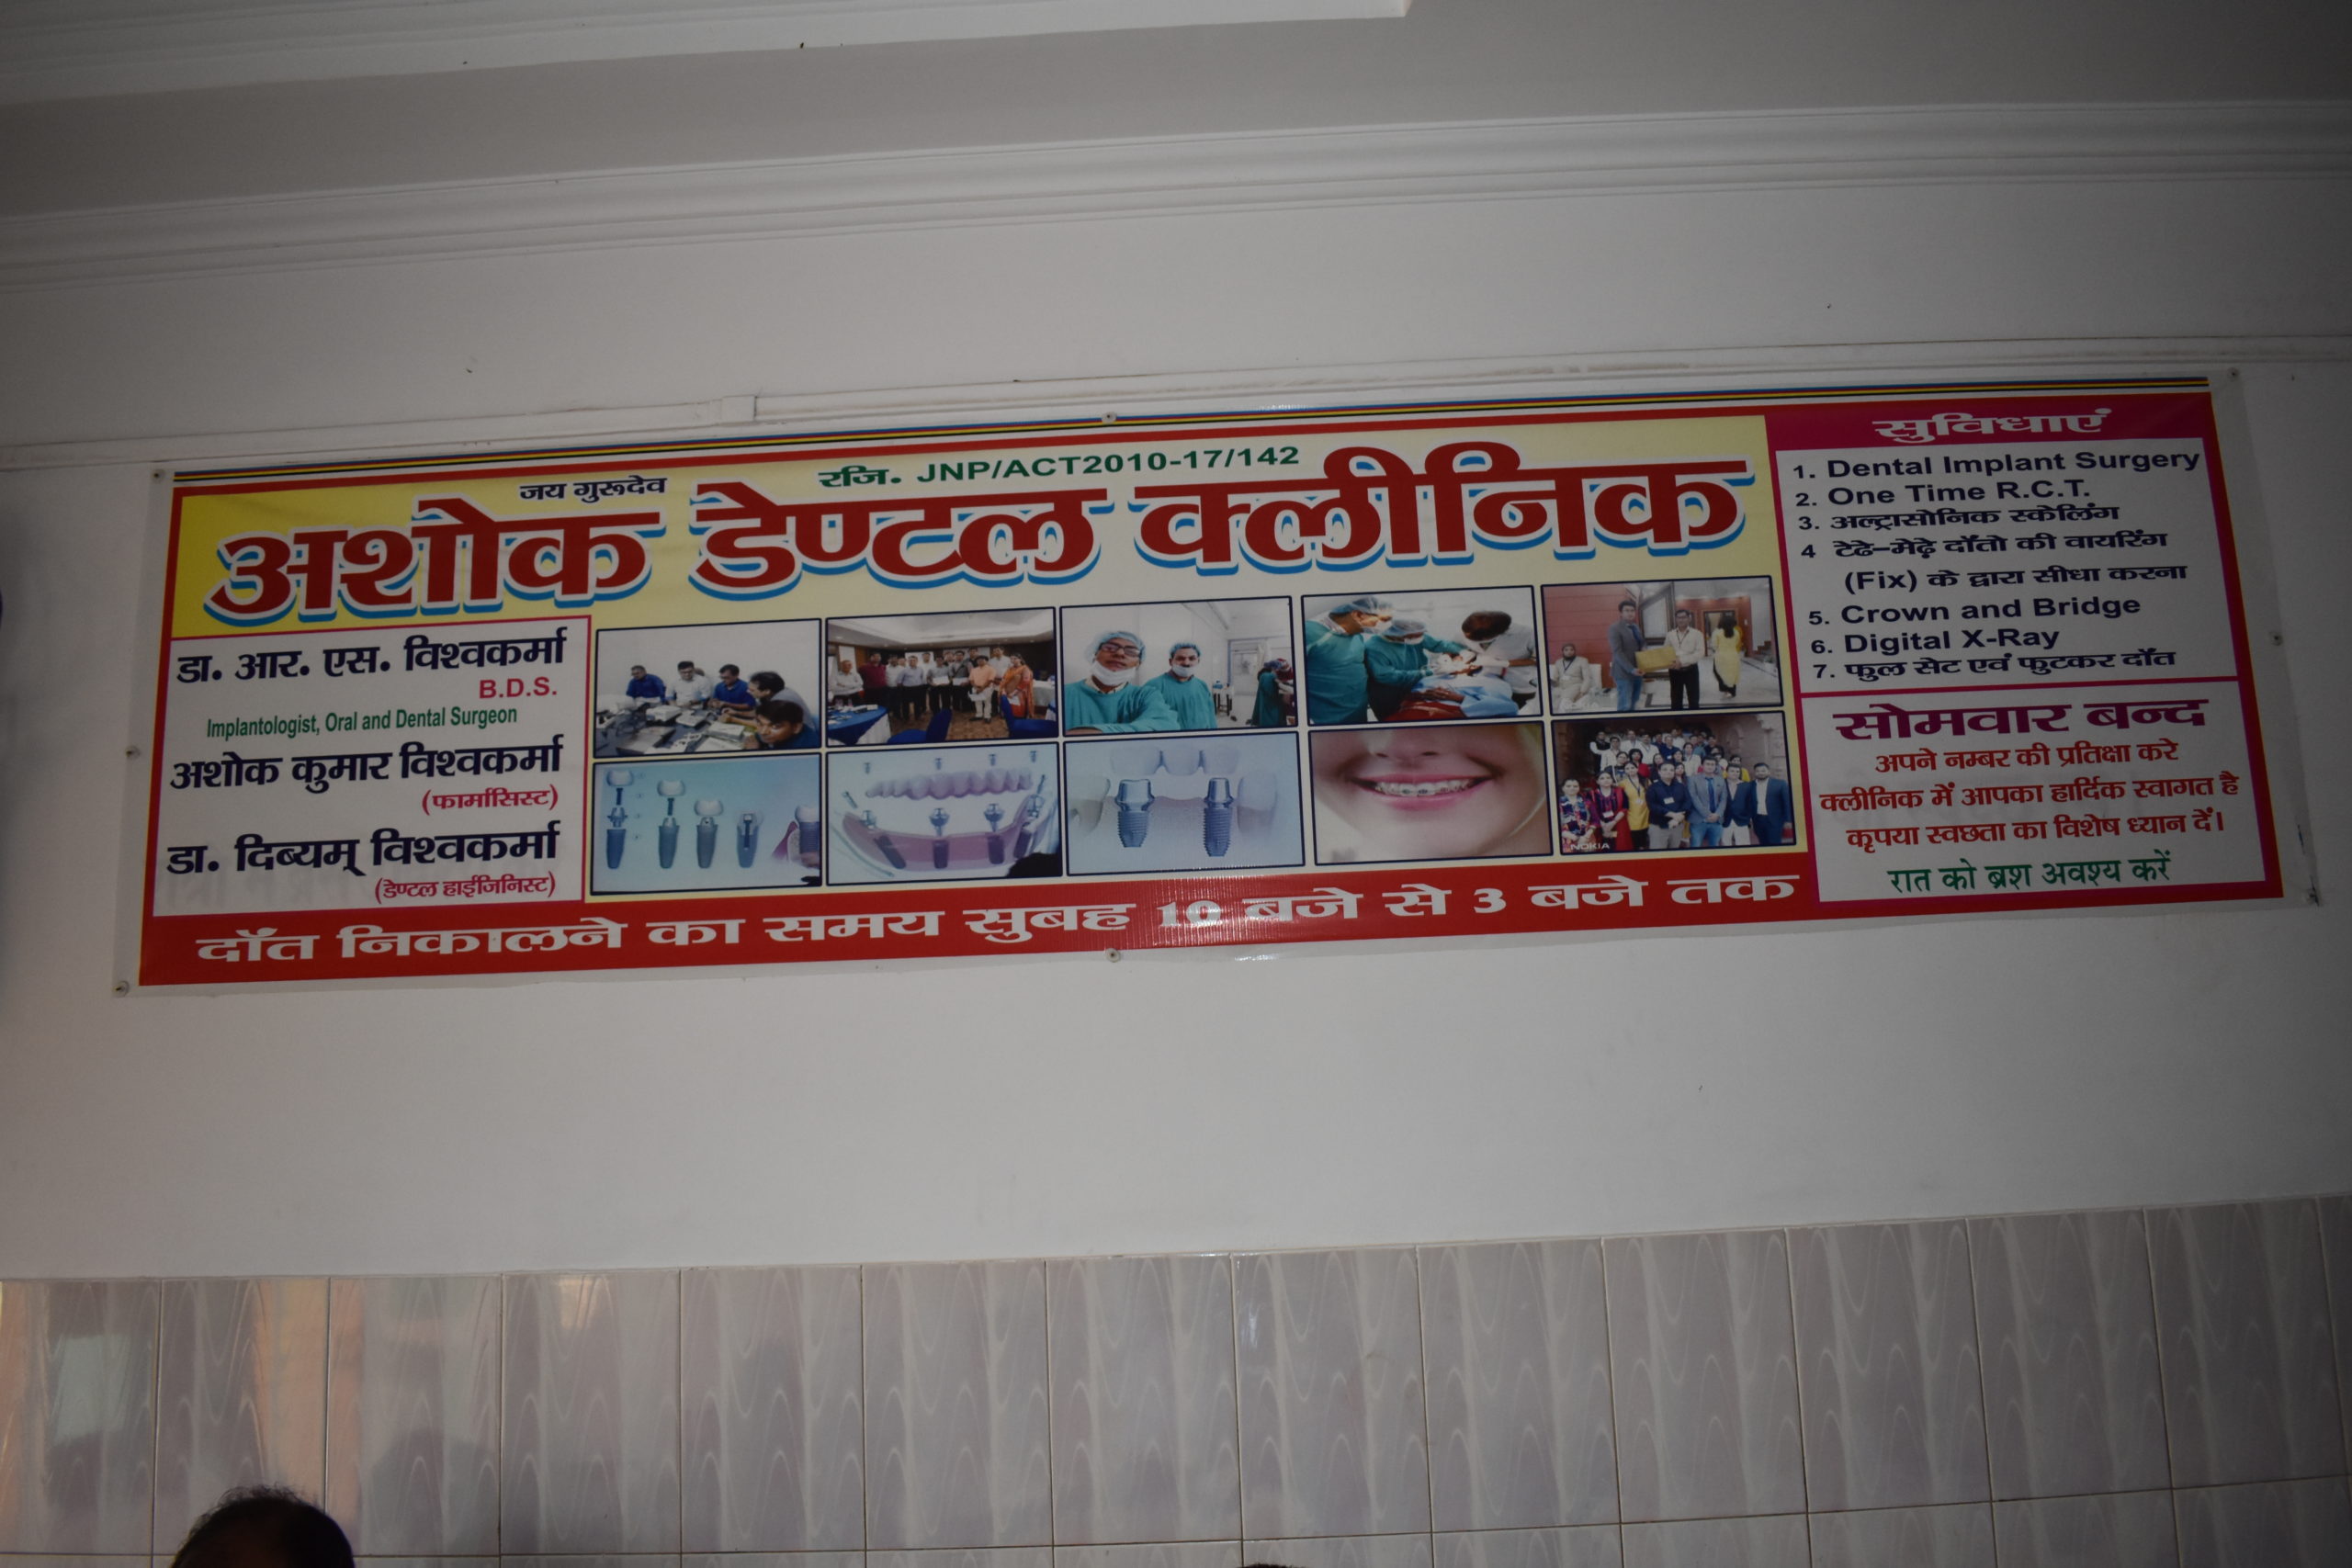 जय गुरूदेव
रजि. JNP/ACT2010-17/142
अशोक डेण्टल क्लीनिक
डा. आर. एस. विश्वकर्मा
B.D.S.
Implantologist, Oral and Dental Surgeon
अशोक कुमार विश्वकर्मा
(फार्मासिस्ट)
डा. दिब्यम् विश्वकर्मा
(डेण्टल हाईजिनिस्ट)
NOKIA
दॉंत निकालने का समय सुबह 10 बजे से 3 बजे तक
सुविधाएं
1. Dental Implant Surgery
2. One Time R.C.T.
3. अल्ट्रासोनिक स्केलिंग
4 टेढे-मेढ़े दॉंतो की वायरिंग
(Fix) के द्वारा सीधा करना
5. Crown and Bridge
6. Digital X-Ray
7. फुल सेट एवं फुटकर दॉंत
सोमवार बन्द
अपने नम्बर की प्रतिक्षा करे
क्लीनिक में आपका हार्दिक स्वागत है
कृपया स्वछता का विशेष ध्यान दें।
रात को ब्रश अवश्य करें